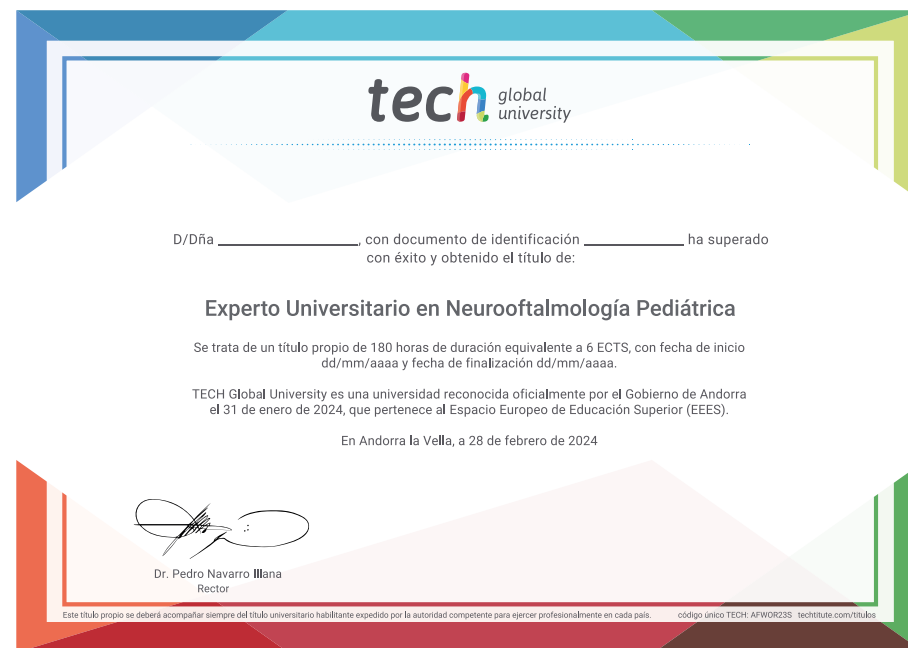 tech global university
D/Dña ______________, con documento de identificación __________ ha superado
con éxito y obtenido el título de:
Experto Universitario en Neurooftalmología Pediátrica
Se trata de un título propio de 180 horas de duración equivalente a 6 ECTS, con fecha de inicio
dd/mm/aaaa y fecha de finalización dd/mm/aaaa.
TECH Global University es una universidad reconocida oficialmente por el Gobierno de Andorra
el 31 de enero de 2024, que pertenece al Espacio Europeo de Educación Superior (EEES).
En Andorra la Vella, a 28 de febrero de 2024
Dr. Pedro Navarro Illana
Rector
Este título propio se deberá acompañar siempre del título universitario habilitante expedido por la autoridad competente para ejercer profesionalmente en cada país. código único TECH: AFWOR23S techtitute.com/titulos